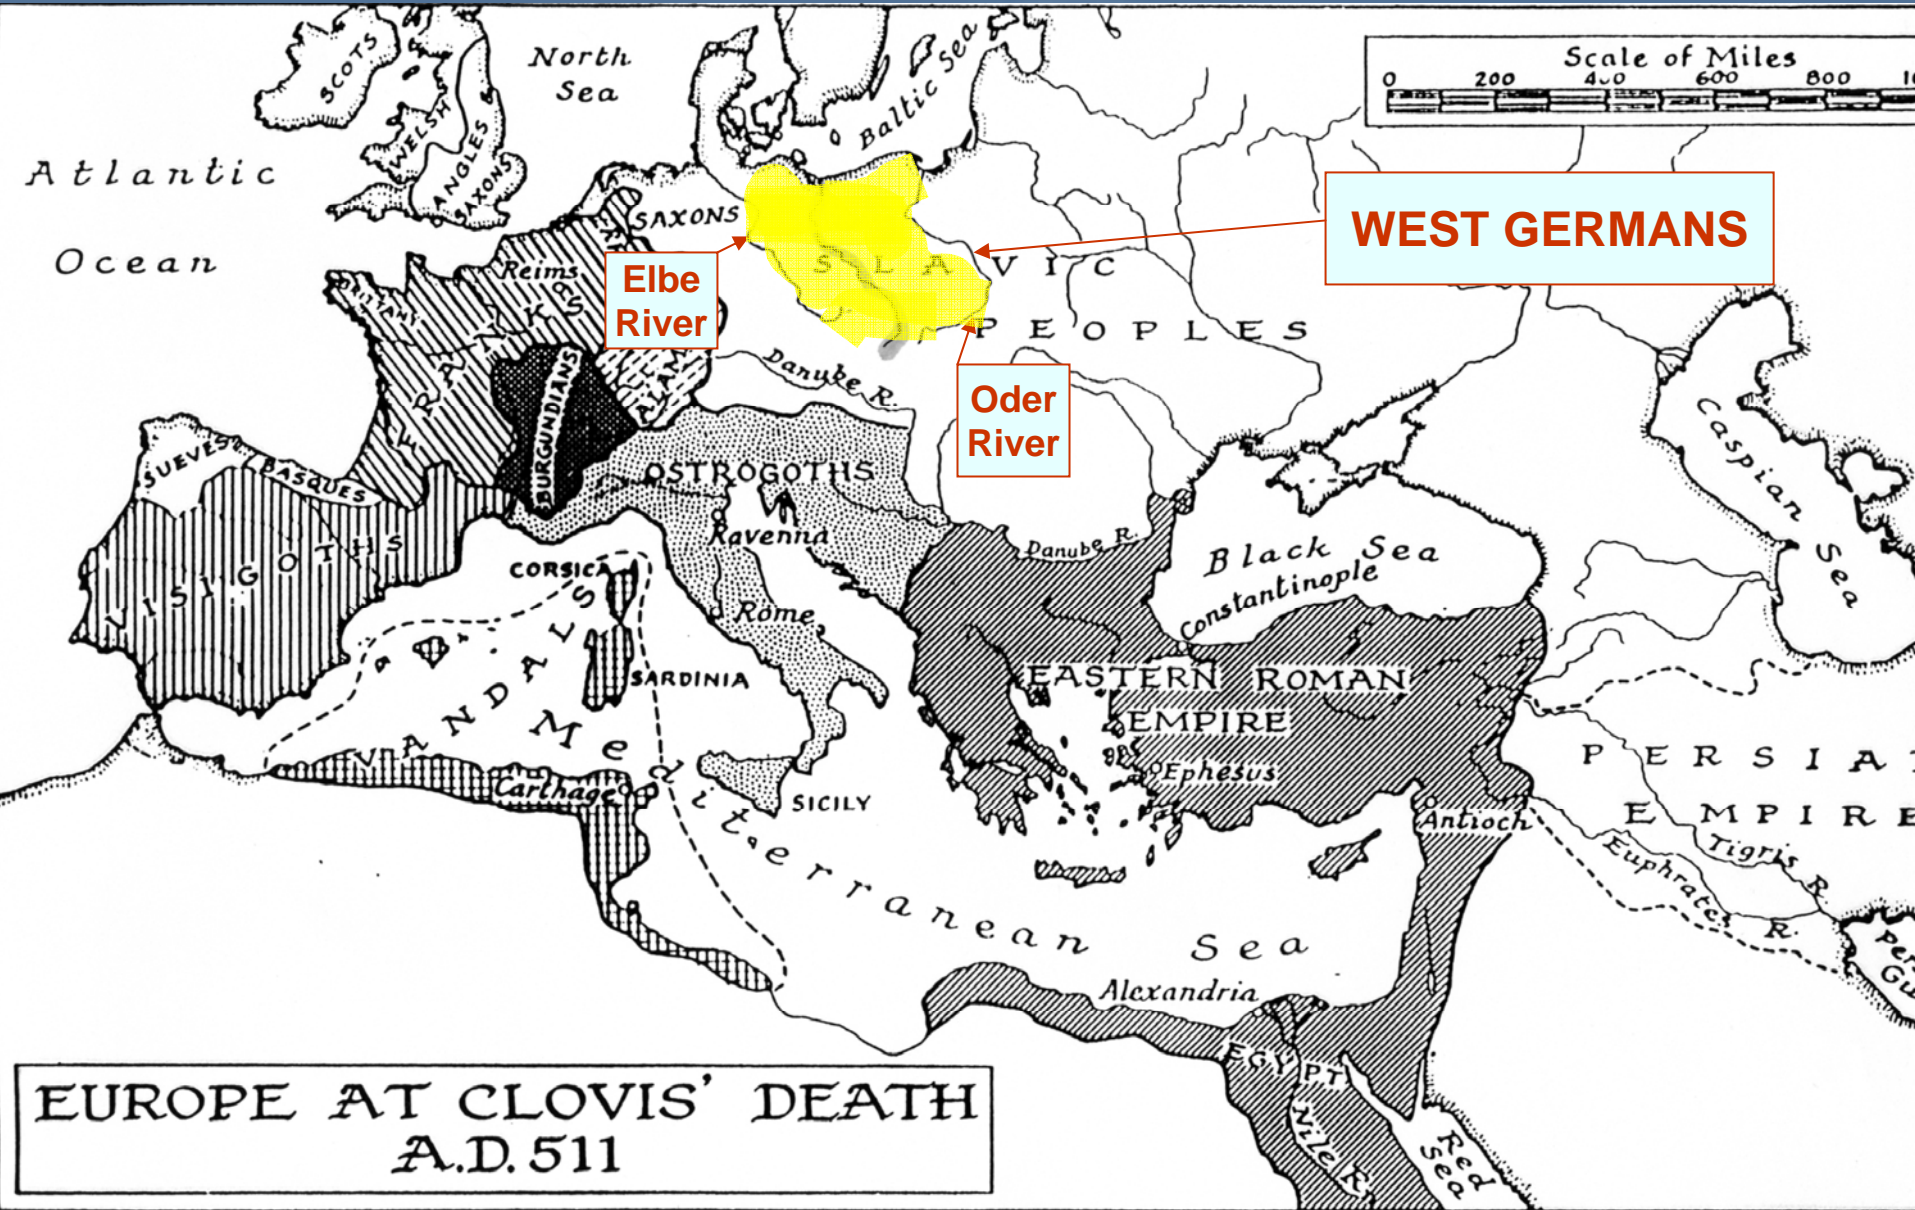 North
Sea
Baltic Sea
Scale of Miles
0 200 400 600 800
SCOTS
WELSH
ANGLES &
SAXONS
Atlantic
Ocean
SAXONS
WEST GERMANS
Elbe
River
SLAVIC
PEOPLES
Reims
BRITTANY
FRANKS
Danube R.
Oder
River
BURGUNDIANS
SUEVES
BASQUES
OSTROGOTHS
Ravenna
VISIGOTHS
CORSICA
Rome
Danube R.
Black Sea
Constantinople
Caspian
Sea
VANDALS
SARDINIA
EASTERN ROMAN
EMPIRE
Ephesus
Carthage
SICILY
Mediterranean Sea
Antioch
EMPIRE
Tigris R.
Euphrates R.
Alexandria
EGYPT
Nile R.
Red
Sea
EUROPE AT CLOVIS' DEATH
A.D. 511